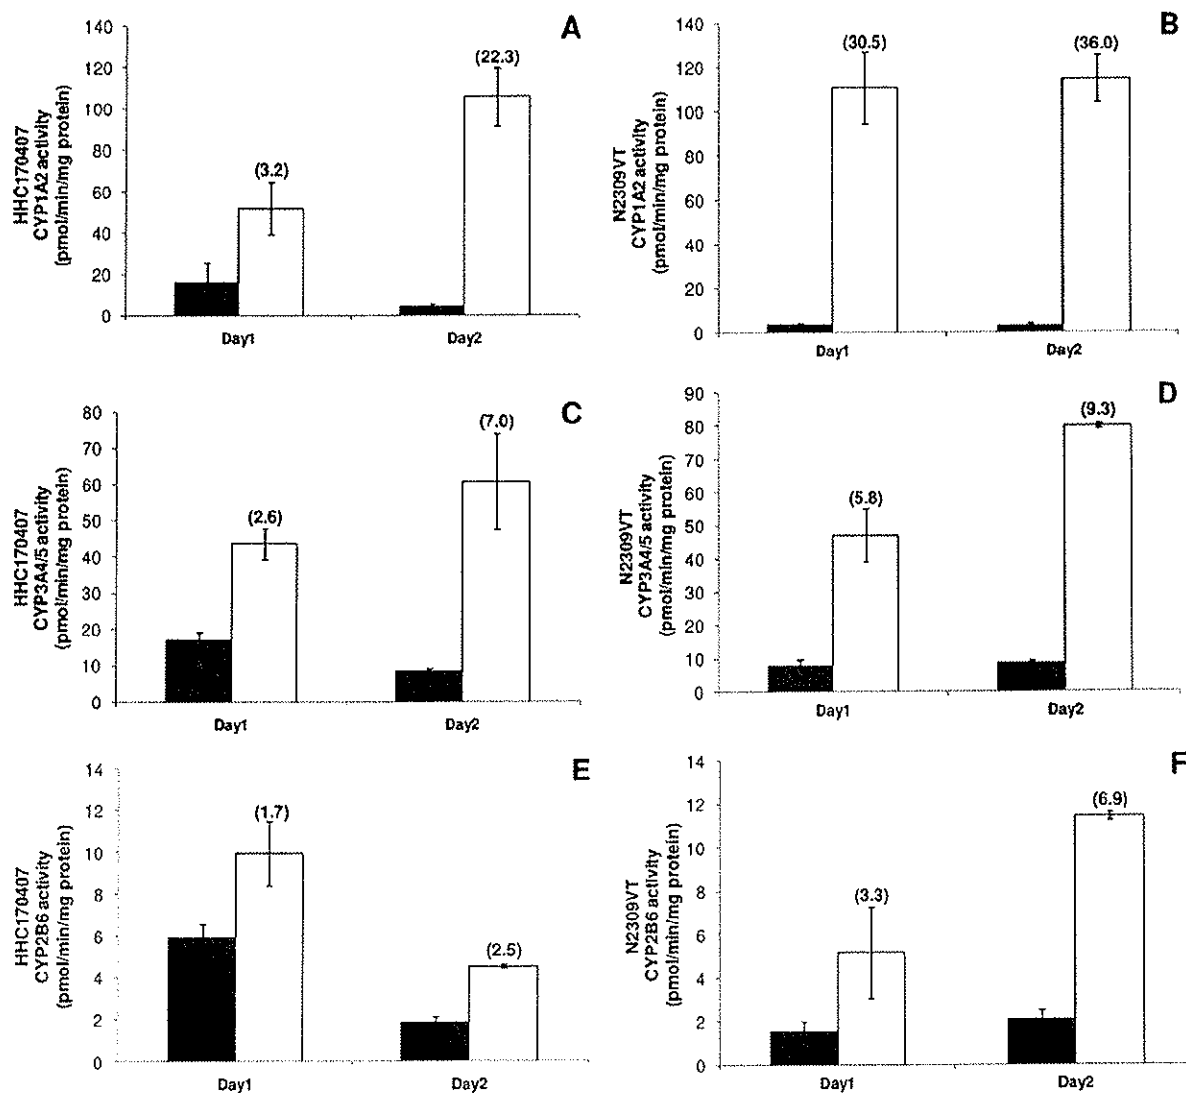 A
HHC170407
CYP1A2 activity
(pmol/min/mg protein)
140
120
100
80
60
40
20
0
(3.2)
(22.3)
Day1
Day2
B
N2309VT
CYP1A2 activity
(pmol/min/mg protein)
140
120
100
80
60
40
20
0
(30.5)
(36.0)
Day1
Day2
C
HHC170407
CYP3A4/5 activity
(pmol/min/mg protein)
80
70
60
50
40
30
20
10
0
(2.6)
(7.0)
Day1
Day2
D
N2309VT
CYP3A4/5 activity
(pmol/min/mg protein)
90
80
70
60
50
40
30
20
10
0
(5.8)
(9.3)
Day1
Day2
E
HHC170407
CYP2B6 activity
(pmol/min/mg protein)
14
12
10
8
6
4
2
0
(1.7)
(2.5)
Day1
Day2
F
N2309VT
CYP2B6 activity
(pmol/min/mg protein)
14
12
10
8
6
4
2
0
(3.3)
(6.9)
Day1
Day2